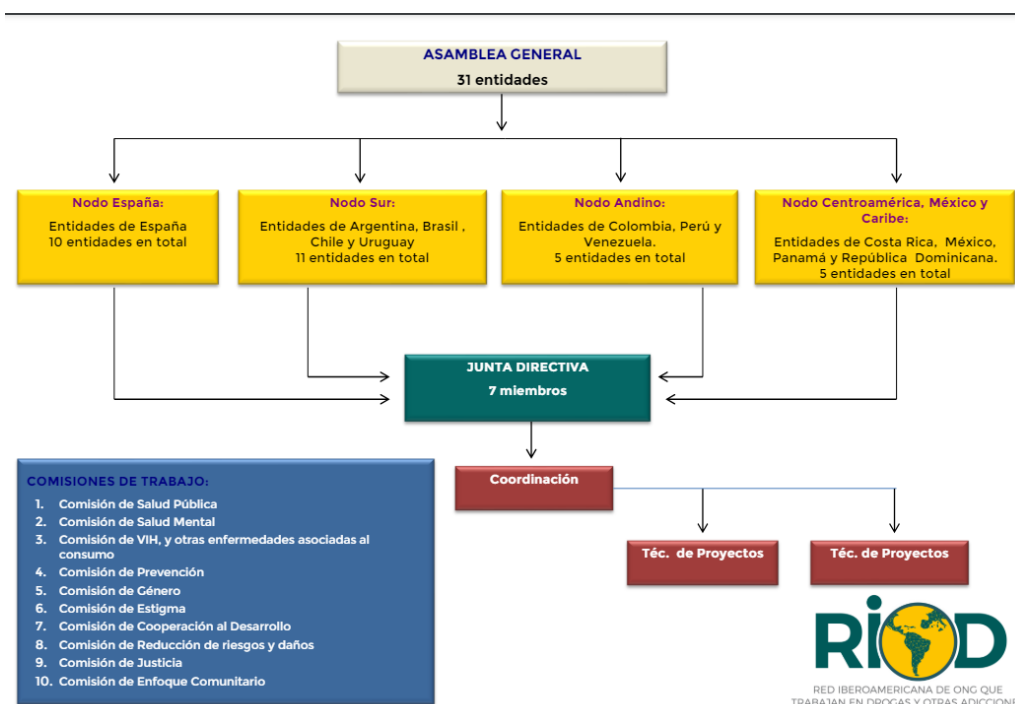 ASAMBLEA GENERAL
31 entidades
Nodo España:
Entidades de España
10 entidades en total
Nodo Sur:
Entidades de Argentina, Brasil ,
Chile y Uruguay
11 entidades en total
Nodo Andino:
Entidades de Colombia, Perú y
Venezuela.
5 entidades en total
Nodo Centroamérica, México y
Caribe:
Entidades de Costa Rica, México,
Panamá y República Dominicana.
5 entidades en total
JUNTA DIRECTIVA
7 miembros
Coordinación
Téc. de Proyectos
Téc. de Proyectos
COMISIONES DE TRABAJO:
1. Comisión de Salud Pública
2. Comisión de Salud Mental
3. Comisión de VIH, y otras enfermedades asociadas al
consumo
4. Comisión de Prevención
5. Comisión de Género
6. Comisión de Estigma
7. Comisión de Cooperación al Desarrollo
8. Comisión de Reducción de riesgos y daños
9. Comisión de Justicia
10. Comisión de Enfoque Comunitario
RIOD
RED IBEROAMERICANA DE ONG QUE
TRABAJAN EN DROGAS Y OTRAS ADICCIONE